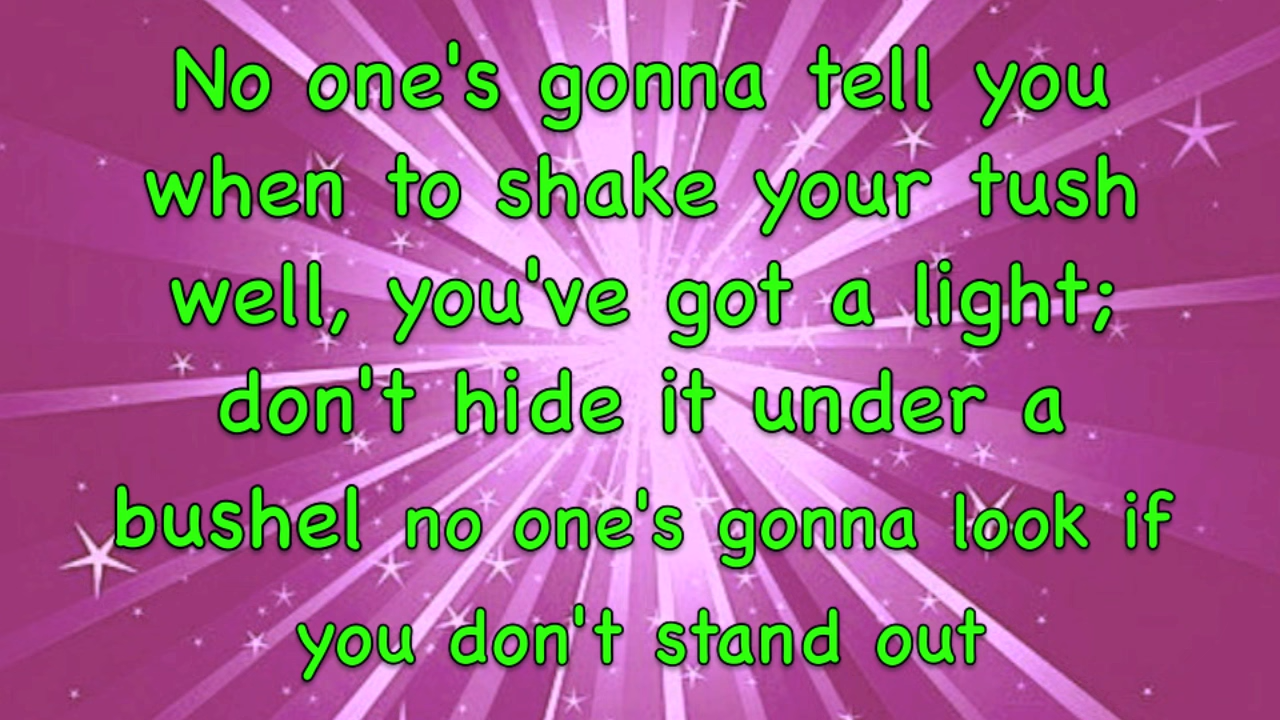 No one's gonna tell you
when to shake your tush
well, you've got a light;
don't hide it under a
bushel no one's gonna look if
you don't stand out